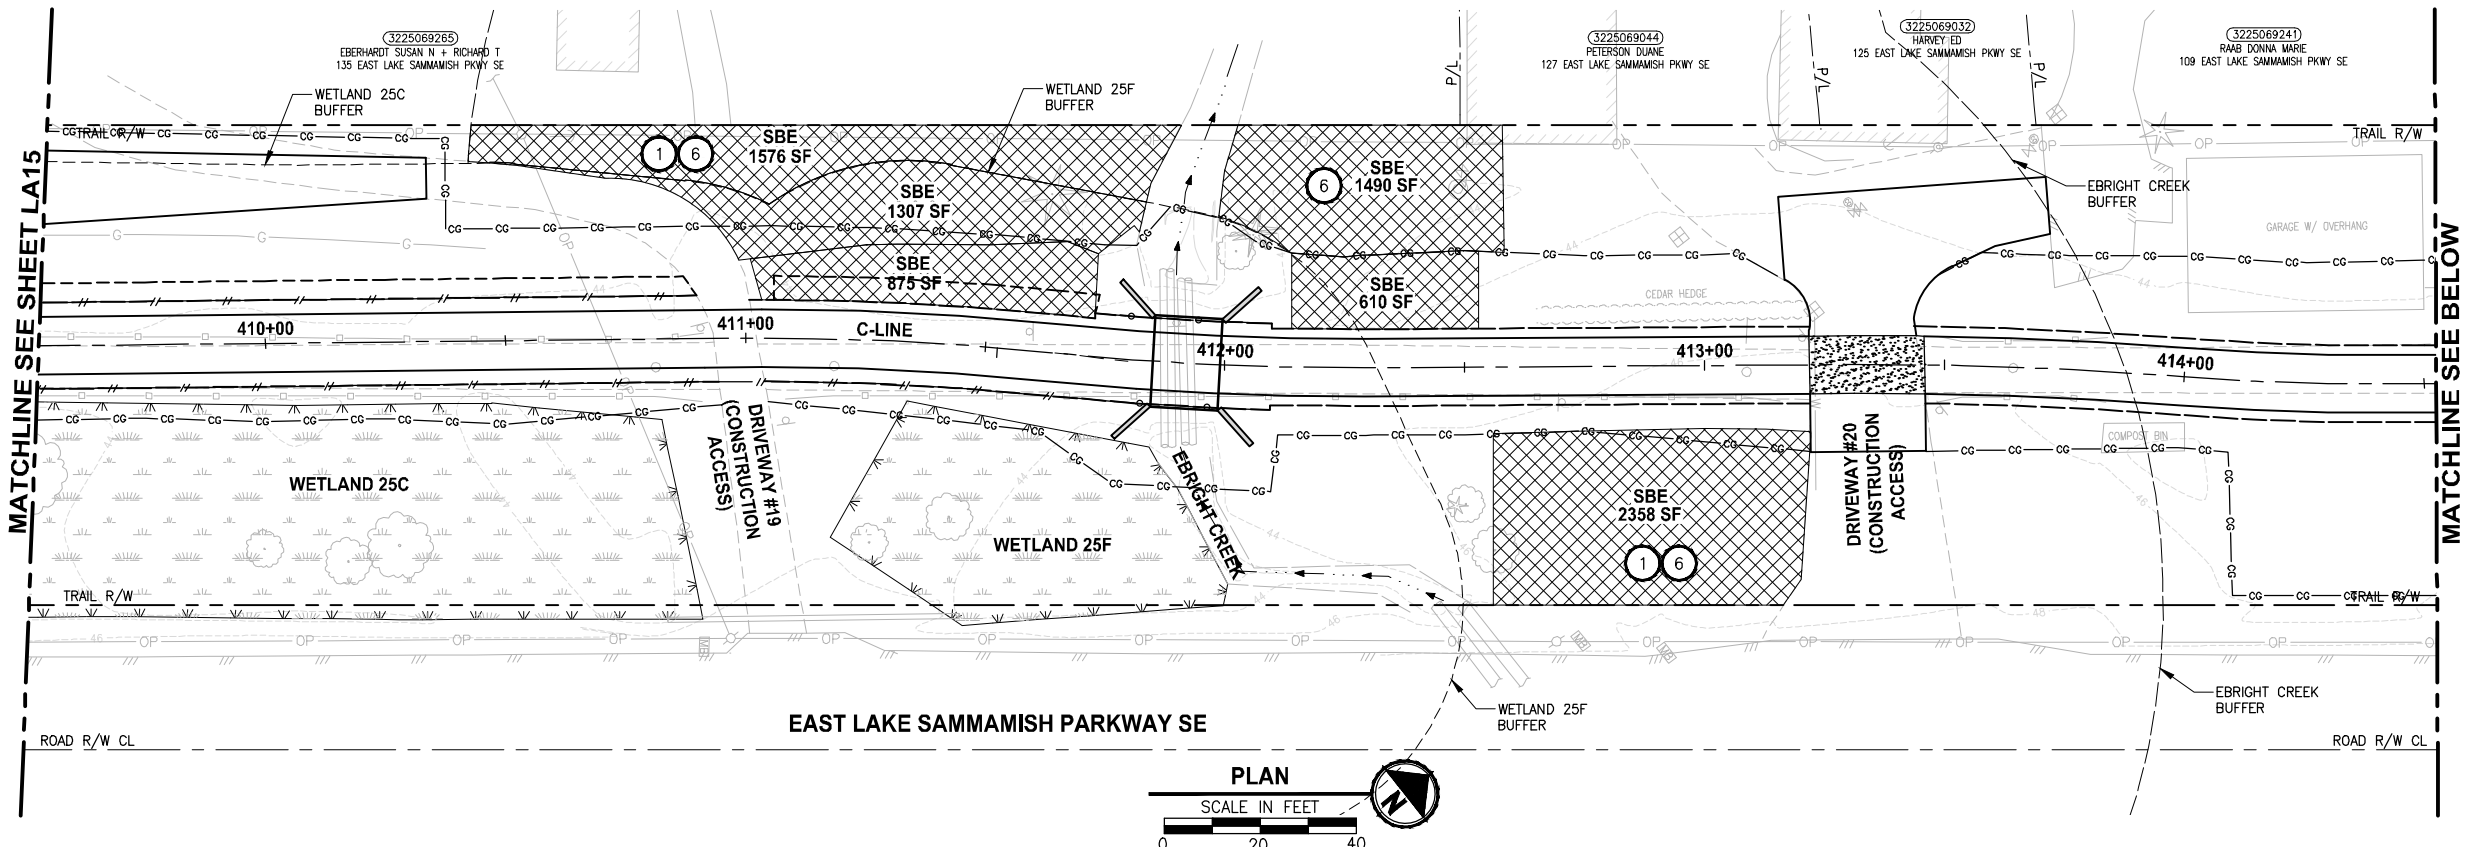 3225069265
EBERHARDT SUSAN N + RICHARD T
135 EAST LAKE SAMMAMISH PKWY SE
3225069044
PETERSON DUANE
127 EAST LAKE SAMMAMISH PKWY SE
3225069032
HARVEY ED
125 EAST LAKE SAMMAMISH PKWY SE
3225069241
RAAB DONNA MARIE
109 EAST LAKE SAMMAMISH PKWY SE
P/L
P/L
P/L
WETLAND 25C
BUFFER
WETLAND 25F
BUFFER
TRAIL R/W
TRAIL R/W
MATCHLINE SEE SHEET LA15
MATCHLINE SEE BELOW
1
6
SBE
1576 SF
SBE
1307 SF
SBE
875 SF
6
SBE
1490 SF
SBE
610 SF
EBRIGHT CREEK
BUFFER
GARAGE W/ OVERHANG
CEDAR HEDGE
410+00
411+00
C-LINE
412+00
413+00
414+00
WETLAND 25C
DRIVEWAY #19
(CONSTRUCTION
ACCESS)
WETLAND 25F
EBRIGHT CREEK
SBE
2358 SF
1
6
DRIVEWAY #20
(CONSTRUCTION
ACCESS)
COMPOST BIN
TRAIL R/W
TRAIL R/W
EAST LAKE SAMMAMISH PARKWAY SE
WETLAND 25F
BUFFER
EBRIGHT CREEK
BUFFER
ROAD R/W CL
ROAD R/W CL
PLAN
N
SCALE IN FEET
0 20 40